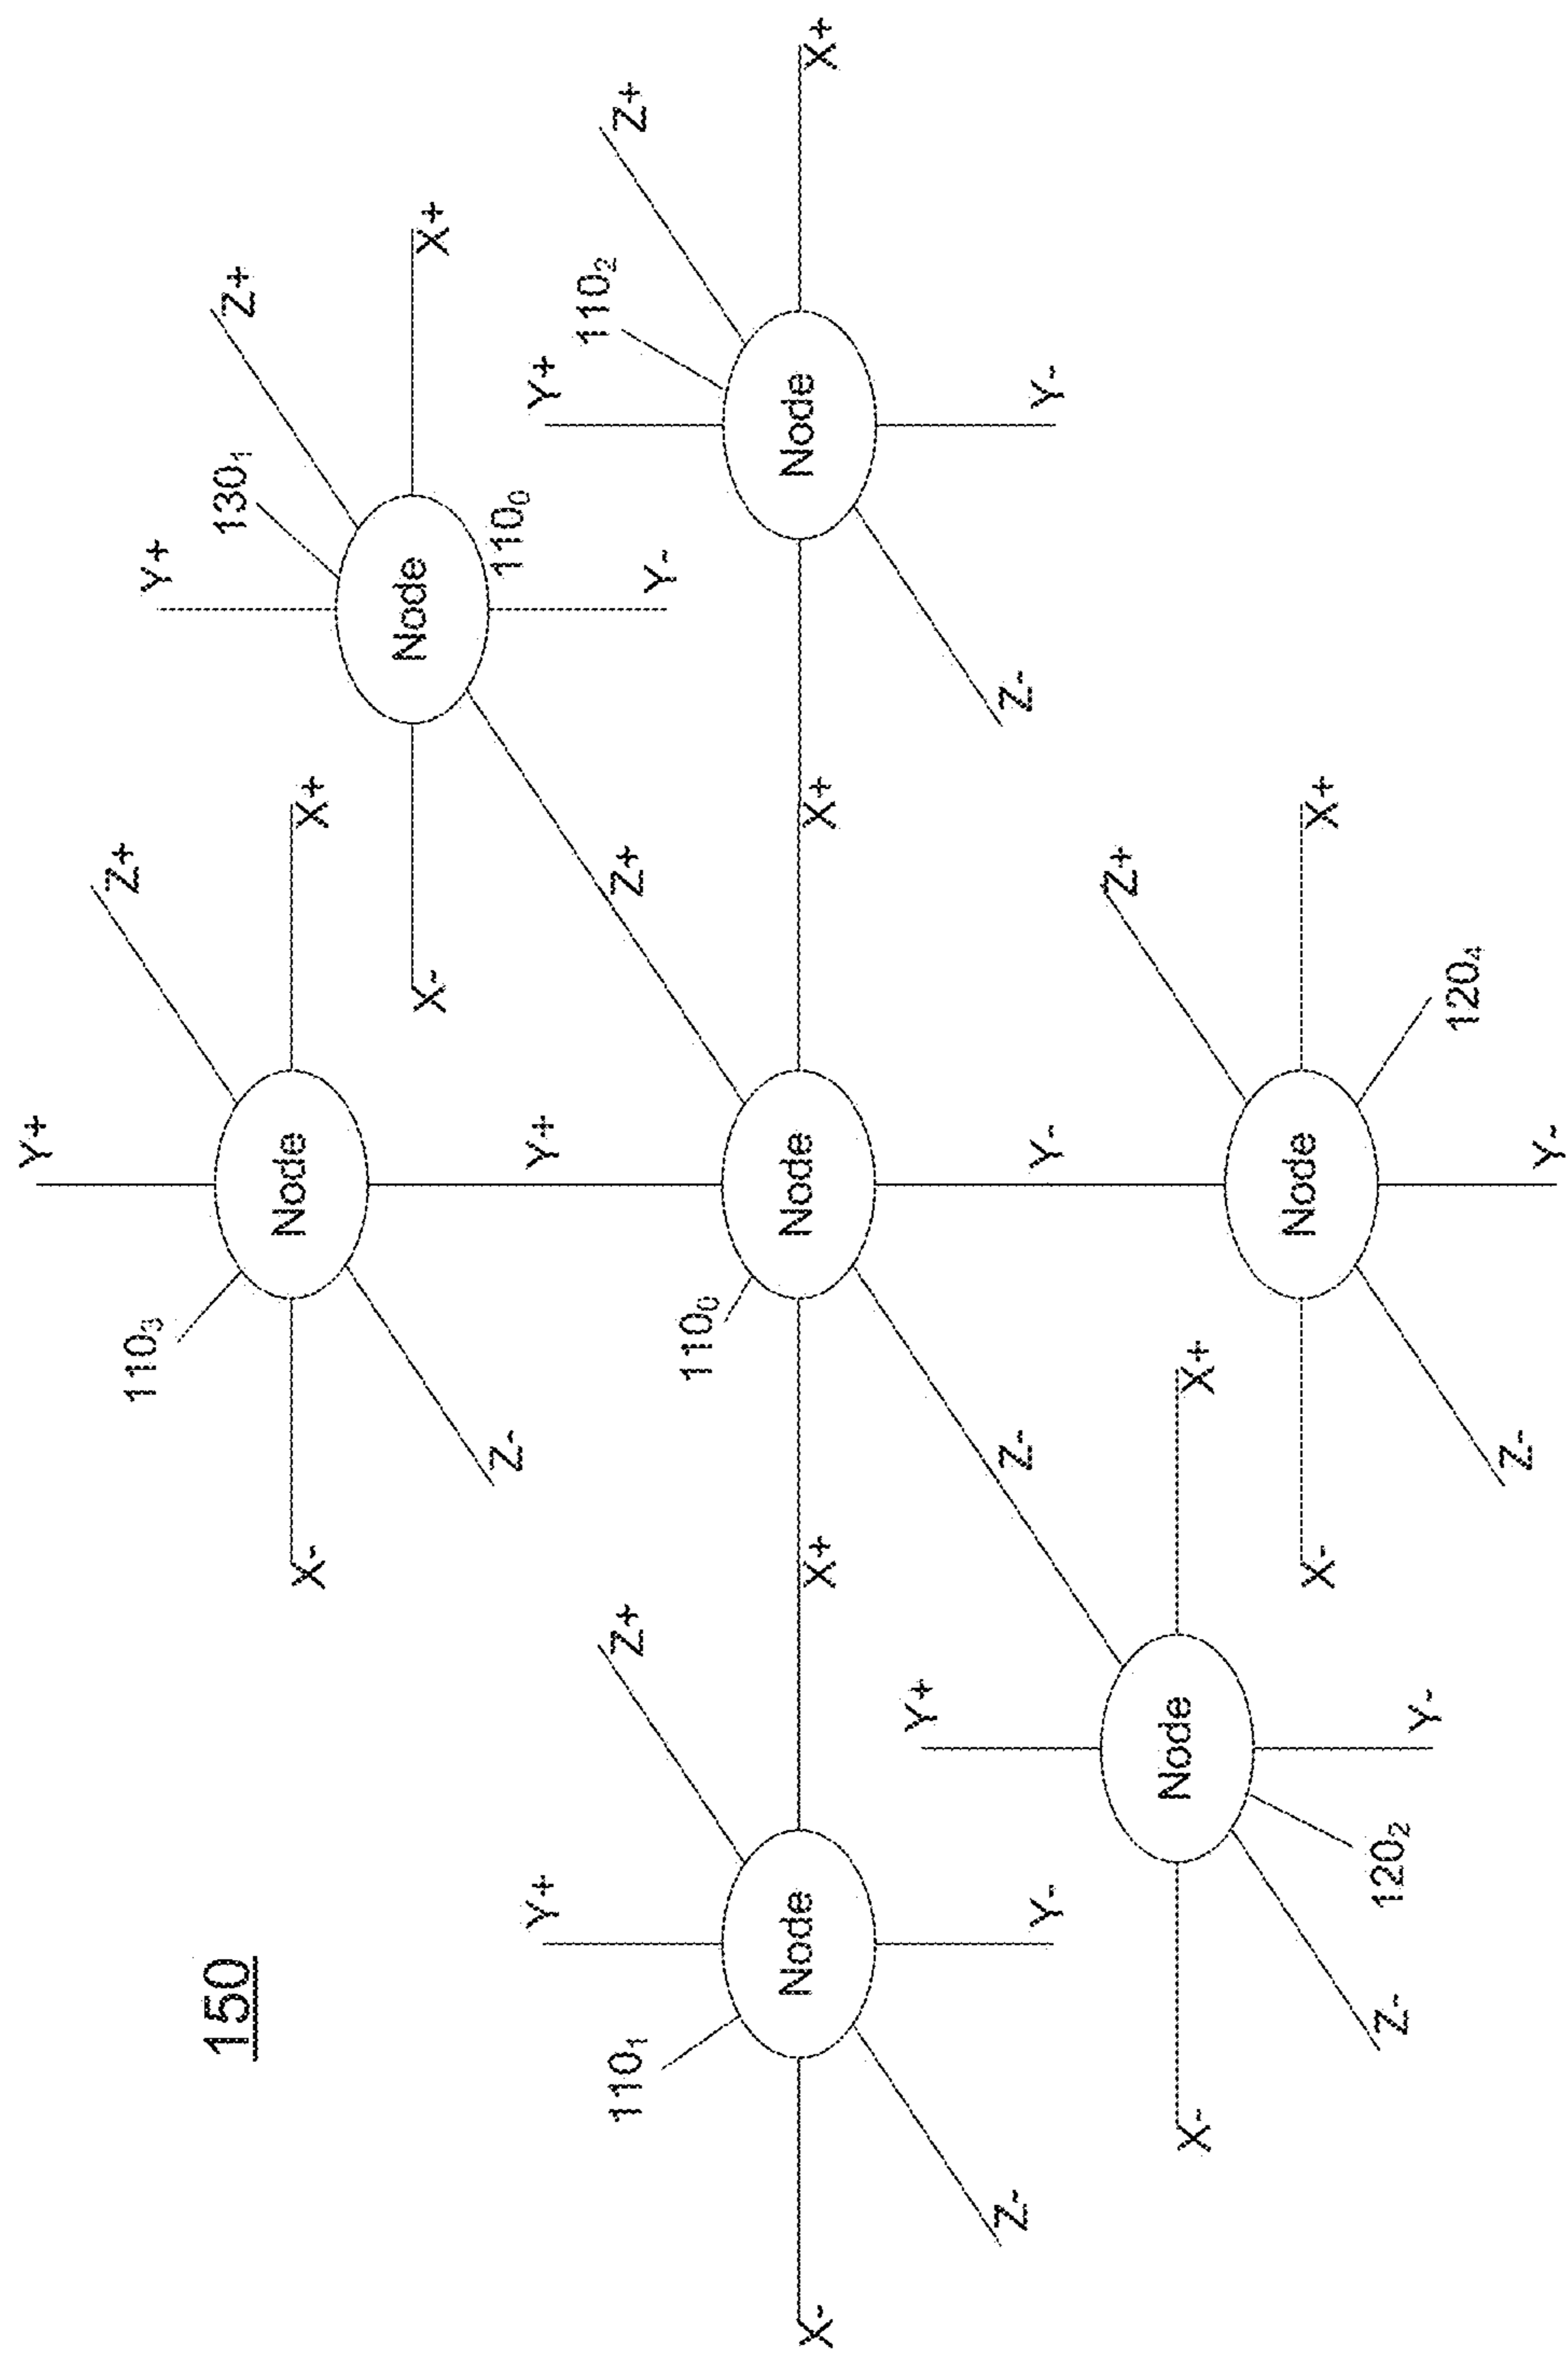 Y+
110₃
Z+
Y+
150
130₁
Z+
Node
X-
X+
Node
X-
X+
Z-
110₀
Y+
Y+
Y+
110₂
110₁
Z+
Z+
Z+
Y-
110₀
Node
Node
Node
X-
X+
X+
X+
Y+
Z-
Z-
Z-
Y-
Y-
Y-
Z+
Node
X-
X+
Node
X-
X+
Z-
120₂
Y-
120₄
Z-
Y-